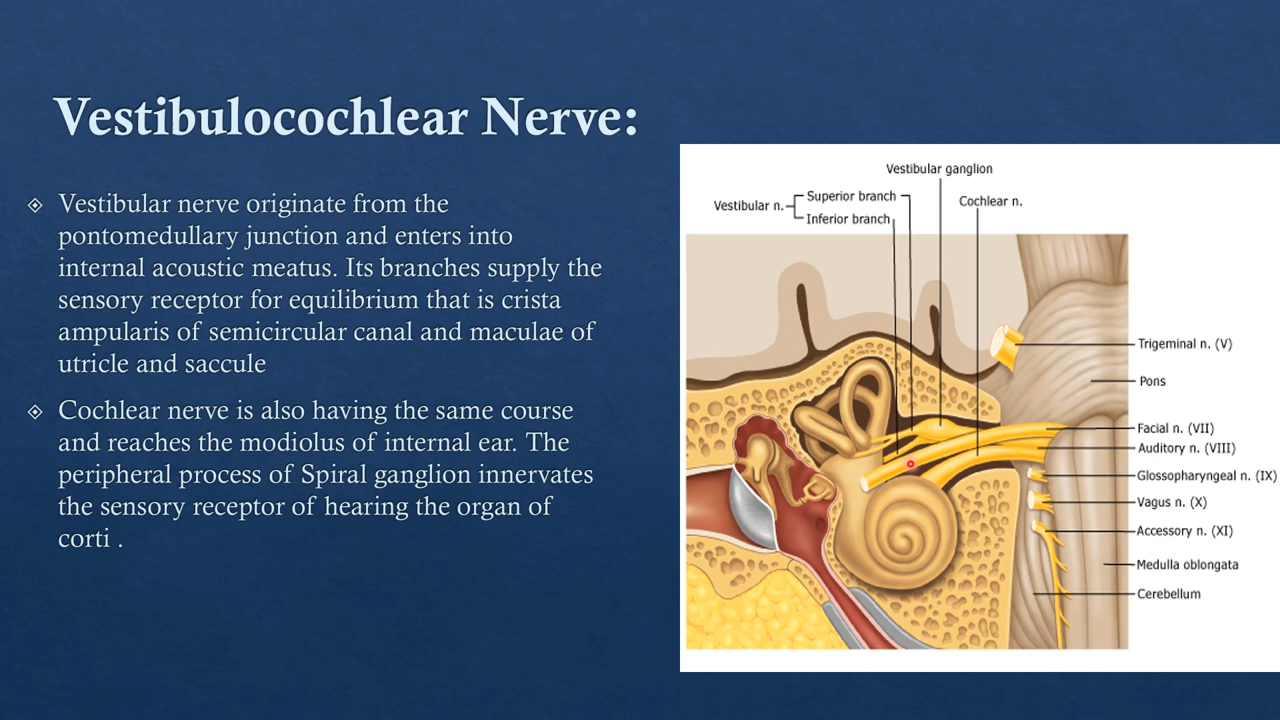 Vestibulocochlear Nerve:
Vestibular nerve originate from the
pontomedullary junction and enters into
internal acoustic meatus. Its branches supply the
sensory receptor for equilibrium that is crista
ampularis of semicircular canal and maculae of
utricle and saccule
Cochlear nerve is also having the same course
and reaches the modiolus of internal ear. The
peripheral process of Spiral ganglion innervates
the sensory receptor of hearing the organ of
corti .
Vestibular ganglion
Vestibular n.
Superior branch
Inferior branch
Cochlear n.
Trigeminal n. (V)
Pons
Facial n. (VII)
Auditory n. (VIII)
Glossopharyngeal n. (IX)
Vagus n. (X)
Accessory n. (XI)
Medulla oblongata
Cerebellum